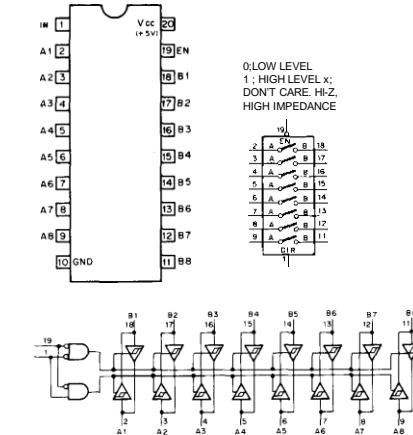 IN 1 Vcc 20
(+5V)
A1 2 19 EN
A2 3 18 B1
A3 4 17 B2
A4 5 16 B3
A5 6 15 B4
A6 7 14 B5
A7 8 13 B6
A8 9 12 B7
10 GND 11 B8
0;LOW LEVEL
1 ; HIGH LEVEL x;
DON'T CARE. HI-Z,
HIGH IMPEDANCE
19
EN
2 A B 18
3 A B 17
4 A B 16
5 A B 15
6 A B 14
7 A B 13
8 A B 12
9 A B 11
DIR
1
B1 B2 B3 B4 B5 B6 B7
18 17 16 15 14 13 12 11
19
1
2 3 4 5 6 7 8 9
A1 A2 A3 A4 A5 A6 A7 A8